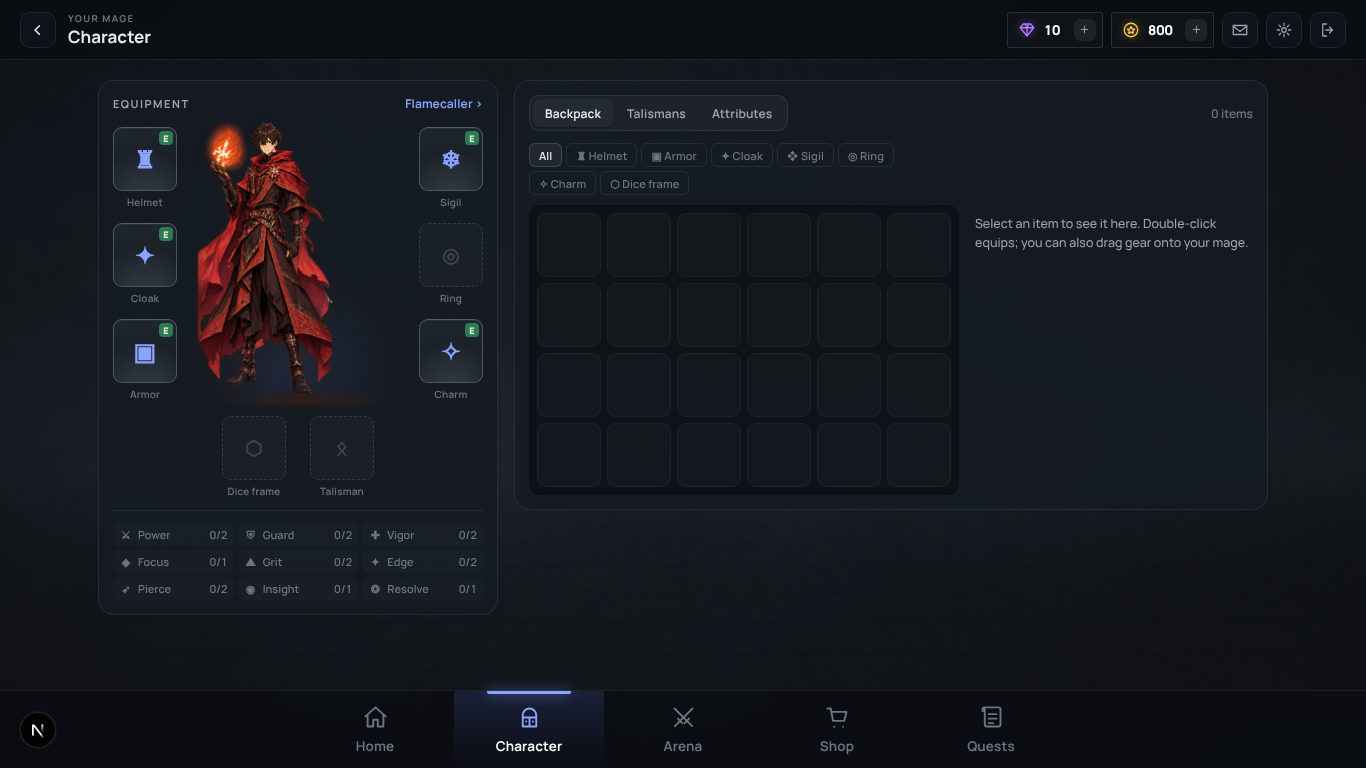 YOUR MAGE
Character
10 +
800 +
EQUIPMENT
Flamecaller ›
E
Helmet
E
Sigil
E
Cloak
Ring
E
Armor
E
Charm
Dice frame
Talisman
Power 0/2
Guard 0/2
Vigor 0/2
Focus 0/1
Grit 0/2
Edge 0/2
Pierce 0/2
Insight 0/1
Resolve 0/1
Backpack
Talismans
Attributes
0 items
All
Helmet
Armor
Cloak
Sigil
Ring
Charm
Dice frame
Select an item to see it here. Double-click
equips; you can also drag gear onto your mage.
N
Home
Character
Arena
Shop
Quests